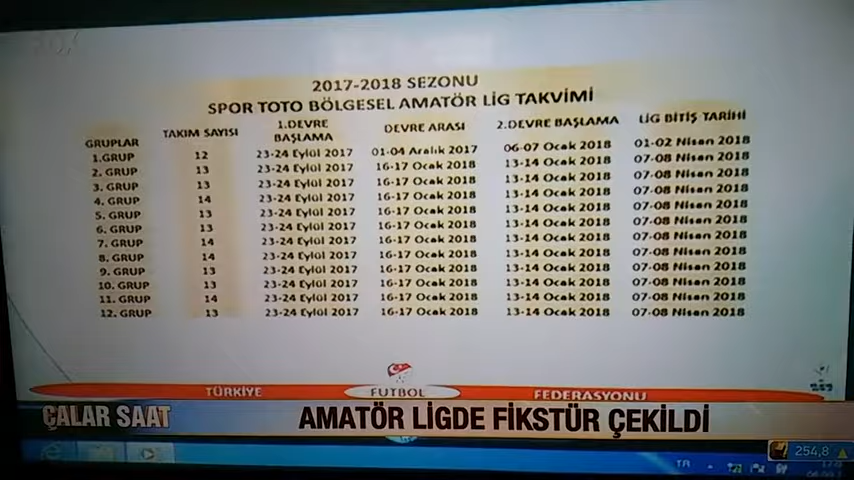 2017-2018 SEZONU
SPOR TOTO BÖLGESEL AMATÖR LİG TAKVİMİ
GRUPLAR TAKIM SAYISI 1.DEVRE BAŞLAMA DEVRE ARASI 2.DEVRE BAŞLAMA LİG BİTİŞ TARİHİ
1.GRUP 12 23-24 Eylül 2017 01-04 Aralık 2017 06-07 Ocak 2018 01-02 Nisan 2018
2. GRUP 13 23-24 Eylül 2017 16-17 Ocak 2018 13-14 Ocak 2018 07-08 Nisan 2018
3. GRUP 13 23-24 Eylül 2017 16-17 Ocak 2018 13-14 Ocak 2018 07-08 Nisan 2018
4. GRUP 14 23-24 Eylül 2017 16-17 Ocak 2018 13-14 Ocak 2018 07-08 Nisan 2018
5. GRUP 13 23-24 Eylül 2017 16-17 Ocak 2018 13-14 Ocak 2018 07-08 Nisan 2018
6. GRUP 13 23-24 Eylül 2017 16-17 Ocak 2018 13-14 Ocak 2018 07-08 Nisan 2018
7. GRUP 14 23-24 Eylül 2017 16-17 Ocak 2018 13-14 Ocak 2018 07-08 Nisan 2018
8. GRUP 14 23-24 Eylül 2017 16-17 Ocak 2018 13-14 Ocak 2018 07-08 Nisan 2018
9. GRUP 13 23-24 Eylül 2017 16-17 Ocak 2018 13-14 Ocak 2018 07-08 Nisan 2018
10. GRUP 13 23-24 Eylül 2017 16-17 Ocak 2018 13-14 Ocak 2018 07-08 Nisan 2018
11. GRUP 14 23-24 Eylül 2017 16-17 Ocak 2018 13-14 Ocak 2018 07-08 Nisan 2018
12. GRUP 13 23-24 Eylül 2017 16-17 Ocak 2018 13-14 Ocak 2018 07-08 Nisan 2018
TÜRKİYE FUTBOL FEDERASYONU
ÇALAR SAAT AMATÖR LİGDE FİKSTÜR ÇEKİLDİ
254,8
TR